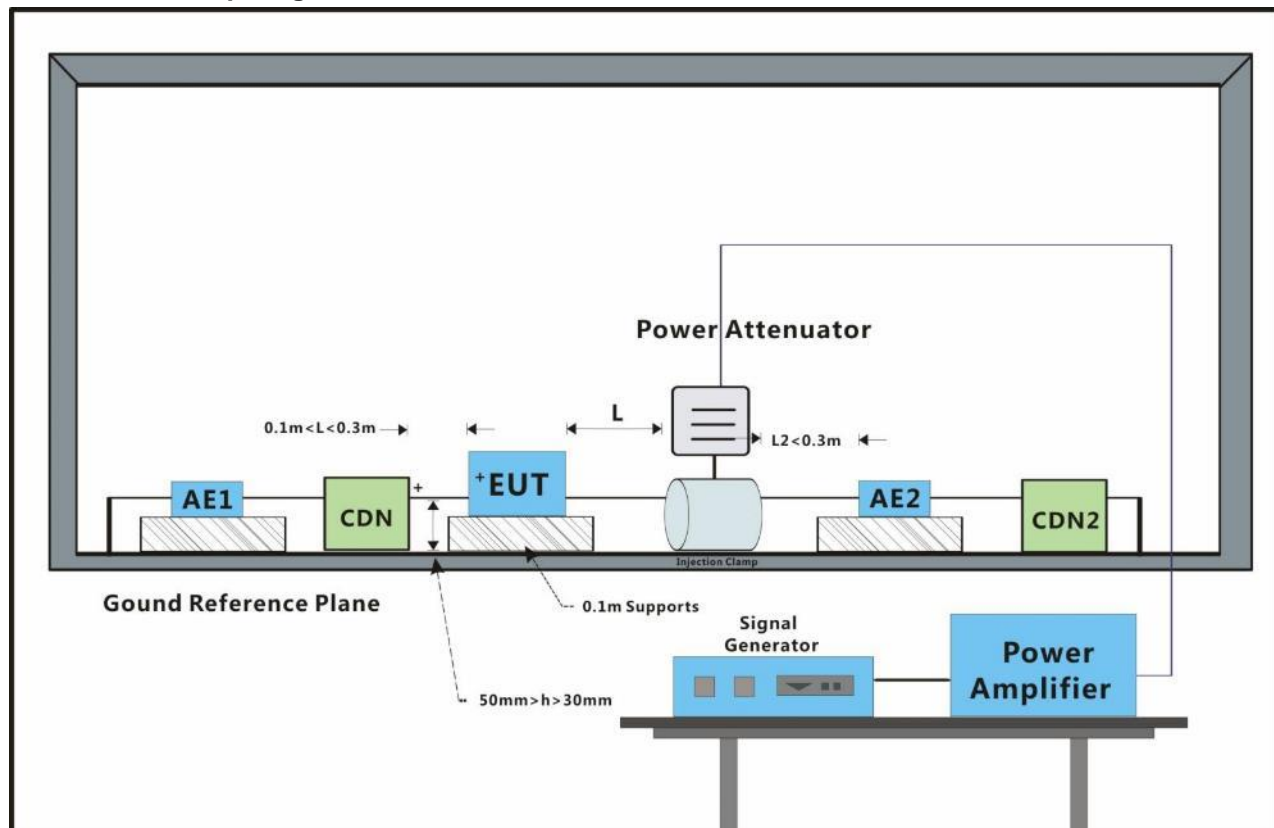 Power Attenuator
0.1m<L<0.3m
L
L2<0.3m
AE1
CDN
+
+EUT
AE2
CDN2
Injection Clamp
Gound Reference Plane
0.1m Supports
Signal
Generator
Power
Amplifier
50mm>h>30mm